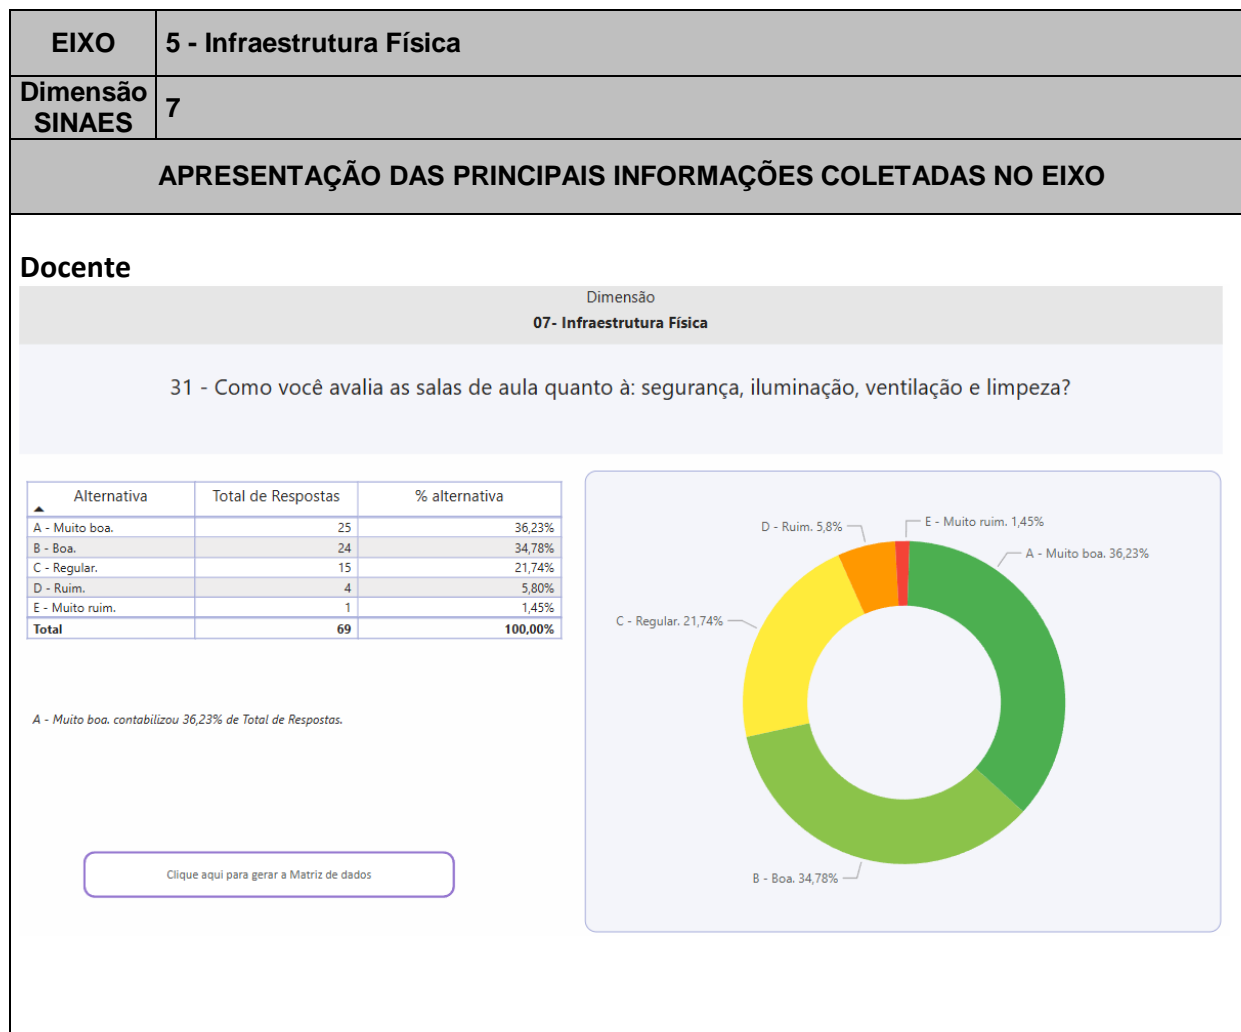 EIXO 5 - Infraestrutura Física
Dimensão SINAES 7
APRESENTAÇÃO DAS PRINCIPAIS INFORMAÇÕES COLETADAS NO EIXO
Docente
Dimensão
07- Infraestrutura Física
31 - Como você avalia as salas de aula quanto à: segurança, iluminação, ventilação e limpeza?
Alternativa Total de Respostas % alternativa
A - Muito boa. 25 36,23%
B - Boa. 24 34,78%
C - Regular. 15 21,74%
D - Ruim. 4 5,80%
E - Muito ruim. 1 1,45%
Total 69 100,00%
A - Muito boa. contabilizou 36,23% de Total de Respostas.
Clique aqui para gerar a Matriz de dados
D - Ruim. 5,8%
E - Muito ruim. 1,45%
A - Muito boa. 36,23%
C - Regular. 21,74%
B - Boa. 34,78%